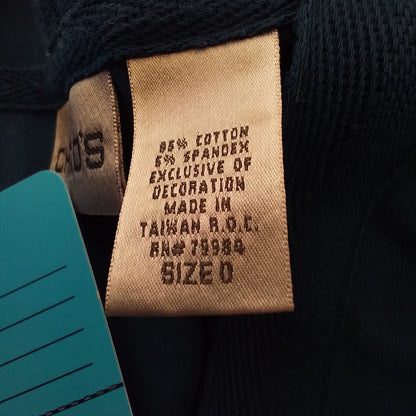 95% COTTON
5% SPANDEX
EXCLUSIVE OF
DECORATION
MADE IN
TAIWAN R.O.C.
RN# 79984
SIZE 0